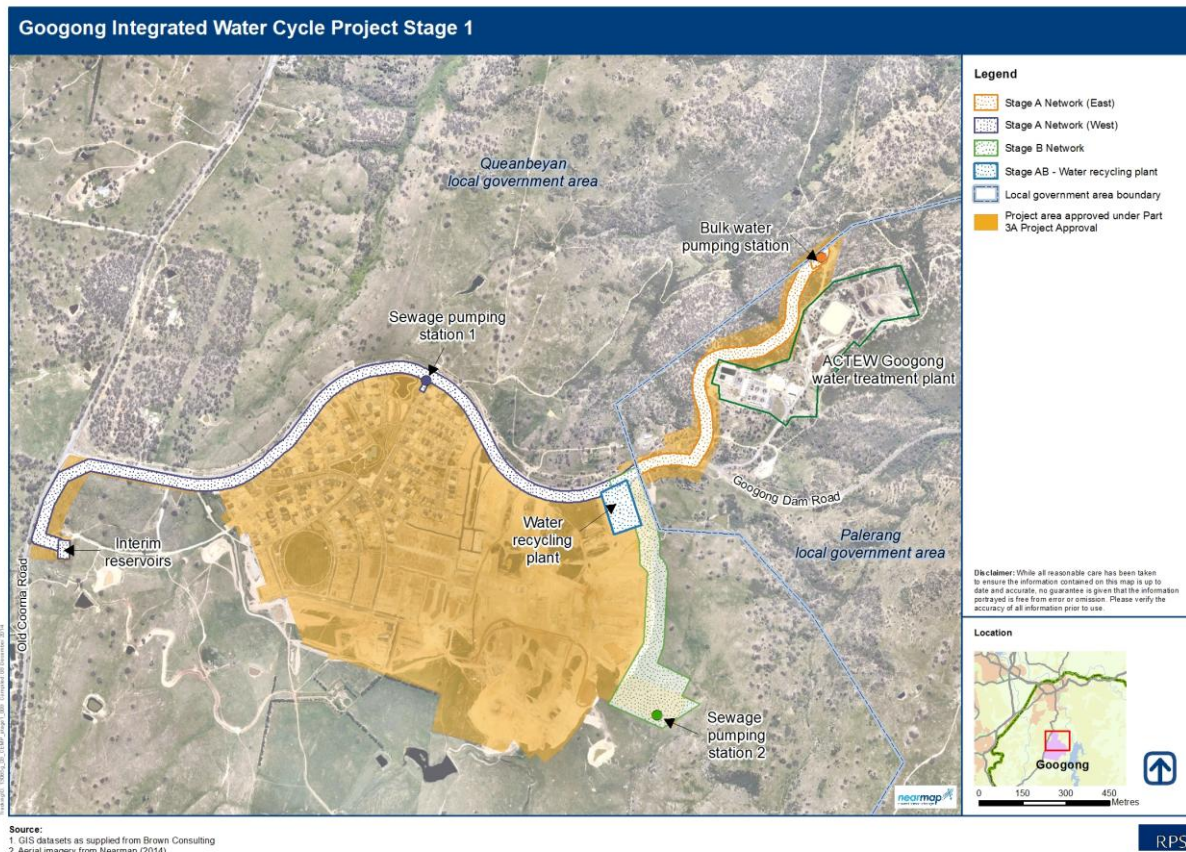 Googong Integrated Water Cycle Project Stage 1
Queanbeyan
local government area
Bulk water
pumping station
Sewage pumping
station 1
ACTEW Googong
water treatment plant
Googong Dam Road
Water
recycling
plant
Interim
reservoirs
Old Cooma Road
Palerang
local government area
Sewage
pumping
station 2
nearmap
Legend
Stage A Network (East)
Stage A Network (West)
Stage B Network
Stage AB - Water recycling plant
Local government area boundary
Project area approved under Part
3A Project Approval
Disclaimer: While all reasonable care has been taken
to ensure the information contained on this map is up to
date and accurate, no guarantee is given that the information
portrayed is free from error or omission. Please verify the
accuracy of all information prior to use.
Location
Googong
0 150 300 450
Metres
Source:
1. GIS datasets as supplied from Brown Consulting
2. Aerial imagery from Nearmap (2014)
RPS